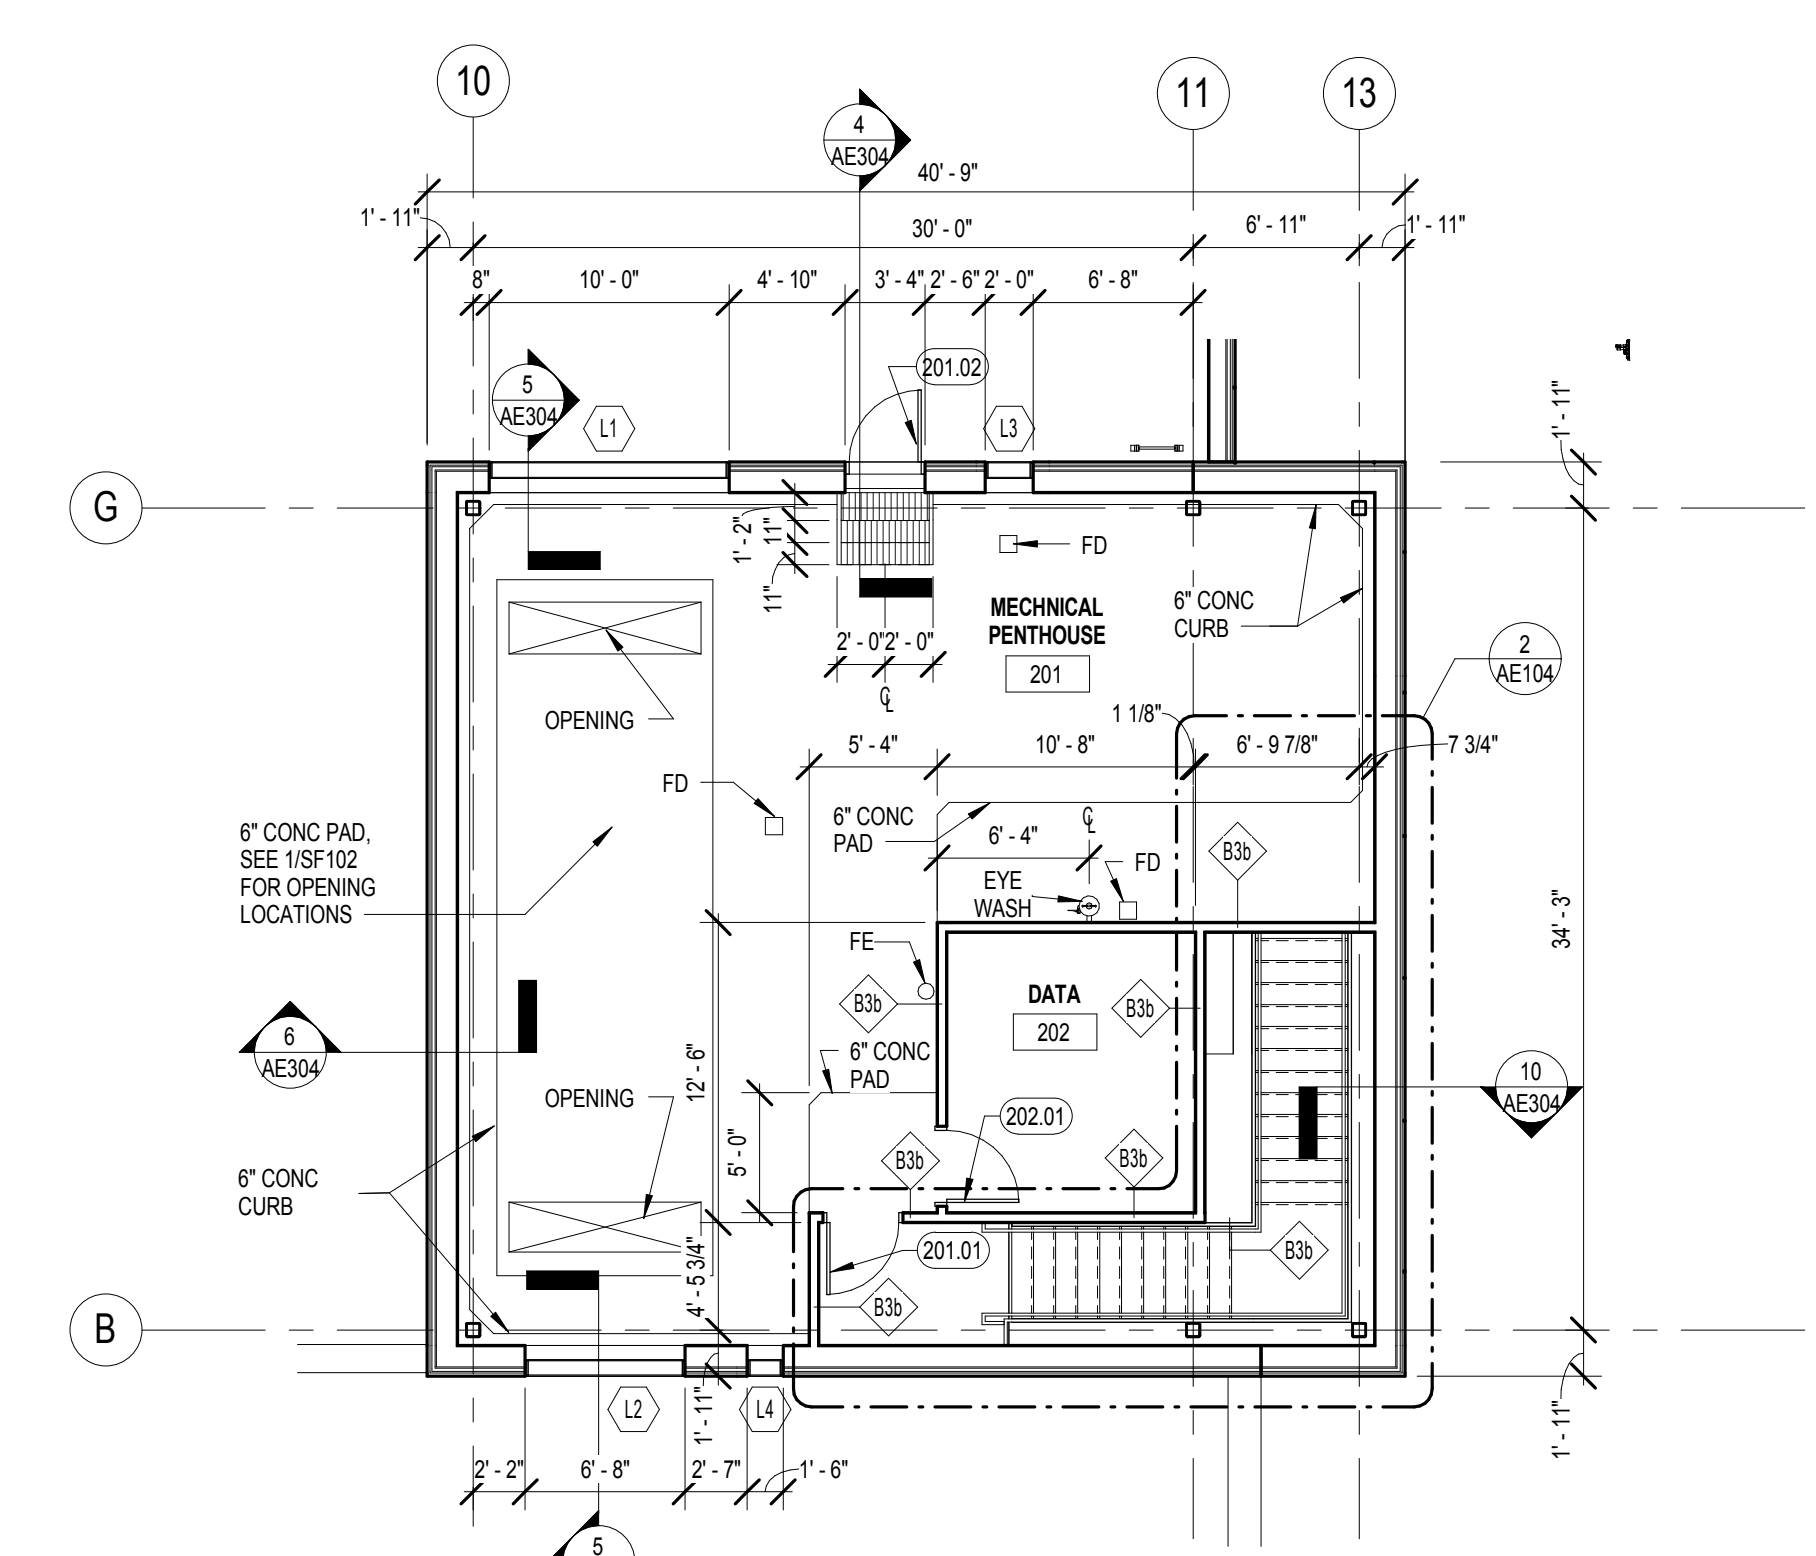 10
11
13
4
AE304
40' - 9"
1' - 11"
30' - 0"
6' - 11"
1' - 11"
8"
10' - 0"
4' - 10"
3' - 4"
2' - 6"
2' - 0"
6' - 8"
201.02
5
AE304
L1
L3
1' - 11"
G
1' - 2"
11"
11"
FD
MECHNICAL
PENTHOUSE
201
6" CONC
CURB
2
AE104
2' - 0"
2' - 0"
OPENING
1 1/8"
5' - 4"
10' - 8"
6' - 9 7/8"
7 3/4"
FD
6" CONC
PAD
6' - 4"
6" CONC PAD,
SEE 1/SF102
FOR OPENING
LOCATIONS
B3b
FD
EYE
WASH
FE
34' - 3"
B3b
DATA
202
B3b
6
AE304
6" CONC
PAD
12' - 6"
10
AE304
OPENING
202.01
5' - 0"
B3b
B3b
6" CONC
CURB
201.01
B3b
4' - 5 3/4"
B3b
B
L2
1' - 11"
L4
1' - 11"
2' - 2"
6' - 8"
2' - 7"
1' - 6"
5